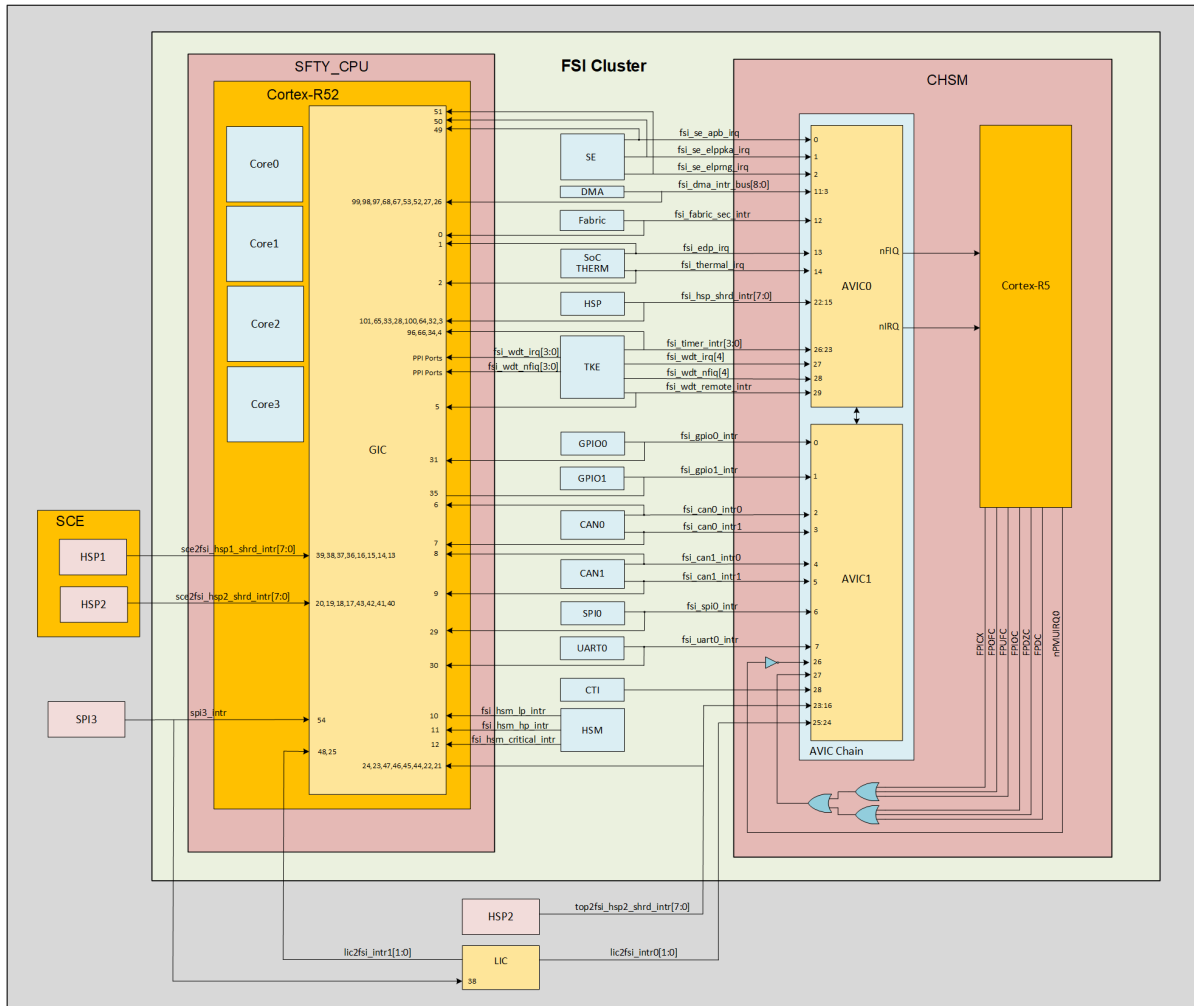 FSI Cluster
SFTY_CPU
Cortex-R52
Core0
Core1
Core2
Core3
GIC
51
50
49
99,98,97,68,67,53,52,27,26
0
1
2
101,65,33,28,100,64,32,3
96,66,34,4
PPI Ports
PPI Ports
5
31
35
6
7
8
39,38,37,36,16,15,14,13
9
20,19,18,17,43,42,41,40
29
30
10
54
11
12
48,25
24,23,47,46,45,44,22,21
SCE
HSP1
HSP2
sce2fsi_hsp1_shrd_intr[7:0]
sce2fsi_hsp2_shrd_intr[7:0]
SPI3
spi3_intr
SE
DMA
Fabric
SoC
THERM
HSP
TKE
GPIO0
GPIO1
CAN0
CAN1
SPI0
UART0
CTI
HSM
fsi_wdt_irq[3:0]
fsi_wdt_nfiq[3:0]
fsi_hsm_lp_intr
fsi_hsm_hp_intr
fsi_hsm_critical_intr
fsi_se_apb_irq
fsi_se_elppka_irq
fsi_se_elprng_irq
fsi_dma_intr_bus[8:0]
fsi_fabric_sec_intr
fsi_edp_irq
fsi_thermal_irq
fsi_hsp_shrd_intr[7:0]
fsi_timer_intr[3:0]
fsi_wdt_irq[4]
fsi_wdt_nfiq[4]
fsi_wdt_remote_intr
fsi_gpio0_intr
fsi_gpio1_intr
fsi_can0_intr0
fsi_can0_intr1
fsi_can1_intr0
fsi_can1_intr1
fsi_spi0_intr
fsi_uart0_intr
CHSM
AVIC0
0
1
2
11:3
12
13
14
22:15
26:23
27
28
29
nFIQ
nIRQ
AVIC1
0
1
2
3
4
5
6
7
26
27
28
23:16
25:24
AVIC Chain
Cortex-R5
FPICX
FPOFC
FPUFC
FPIOC
FPDZC
FPDC
nPMUIRQ0
HSP2
top2fsi_hsp2_shrd_intr[7:0]
lic2fsi_intr1[1:0]
LIC
38
lic2fsi_intr0[1:0]